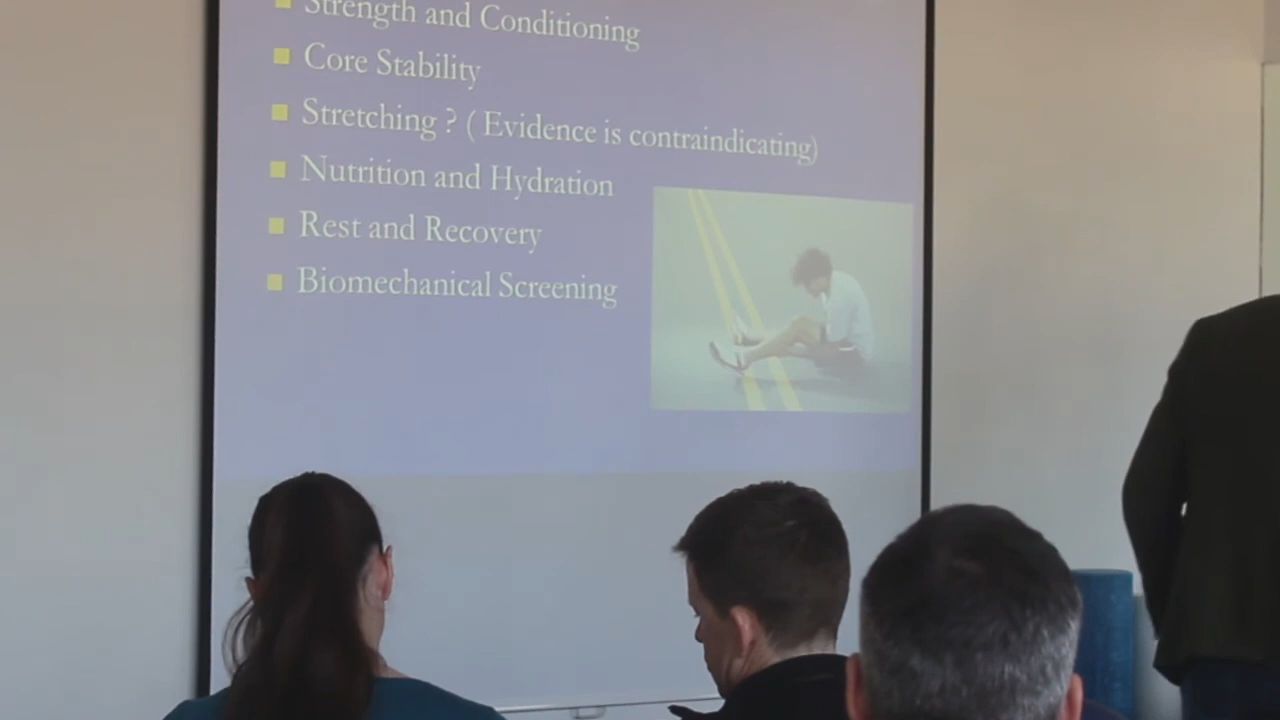 Strength and Conditioning
Core Stability
Stretching ? ( Evidence is contraindicating)
Nutrition and Hydration
Rest and Recovery
Biomechanical Screening